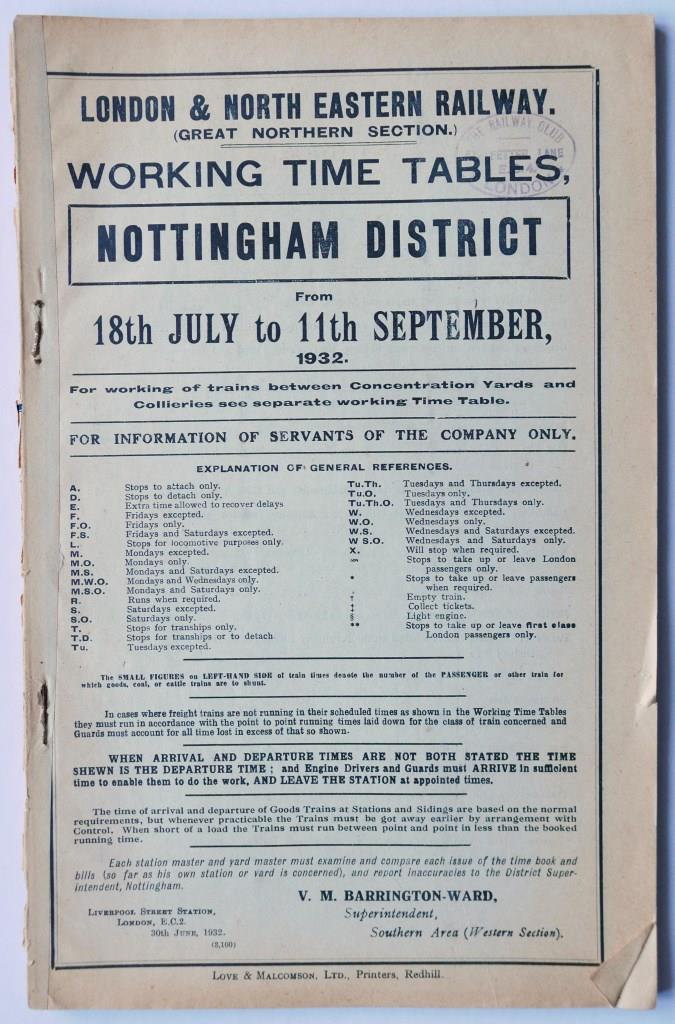 LONDON & NORTH EASTERN RAILWAY.
(GREAT NORTHERN SECTION.)
THE RAILWAY CLUB
FETTER LANE
LONDON
WORKING TIME TABLES,
NOTTINGHAM DISTRICT
From
18th JULY to 11th SEPTEMBER,
1932.
For working of trains between Concentration Yards and
Collieries see separate working Time Table.
FOR INFORMATION OF SERVANTS OF THE COMPANY ONLY.
EXPLANATION OF GENERAL REFERENCES.
A. Stops to attach only.
D. Stops to detach only.
E. Extra time allowed to recover delays
F. Fridays excepted.
F.O. Fridays only.
F.S. Fridays and Saturdays excepted.
L. Stops for locomotive purposes only.
M. Mondays excepted.
M.O. Mondays only.
M.S. Mondays and Saturdays excepted.
M.W.O. Mondays and Wednesdays only.
M.S.O. Mondays and Saturdays only.
R. Runs when required.
S. Saturdays excepted.
S.O. Saturdays only.
T. Stops for tranships only.
T.D. Stops for tranships or to detach
Tu. Tuesdays excepted.
Tu.Th. Tuesdays and Thursdays excepted.
Tu.O. Tuesdays only.
Tu.Th.O. Tuesdays and Thursdays only.
W. Wednesdays excepted.
W.O. Wednesdays only.
W.S. Wednesdays and Saturdays excepted.
W S.O. Wednesdays and Saturdays only.
X. Will stop when required.
Stops to take up or leave London
passengers only.
* Stops to take up or leave passengers
when required.
† Empty train.
‡ Collect tickets.
§ Light engine.
** Stops to take up or leave first class
London passengers only.
The SMALL FIGURES on LEFT-HAND SIDE of train times denote the number of the PASSENGER or other train for
which goods, coal, or cattle trains are to shunt.
In cases where freight trains are not running in their scheduled times as shown in the Working Time Tables
they must run in accordance with the point to point running times laid down for the class of train concerned and
Guards must account for all time lost in excess of that so shown.
WHEN ARRIVAL AND DEPARTURE TIMES ARE NOT BOTH STATED THE TIME
SHEWN IS THE DEPARTURE TIME ; and Engine Drivers and Guards must ARRIVE in sufficient
time to enable them to do the work, AND LEAVE THE STATION at appointed times.
The time of arrival and departure of Goods Trains at Stations and Sidings are based on the normal
requirements, but whenever practicable the Trains must be got away earlier by arrangement with
Control. When short of a load the Trains must run between point and point in less than the booked
running time.
Each station master and yard master must examine and compare each issue of the time book and
bills (so far as his own station or yard is concerned), and report inaccuracies to the District Super-
intendent, Nottingham.
V. M. BARRINGTON-WARD,
Superintendent,
Southern Area (Western Section).
LIVERPOOL STREET STATION,
LONDON, E.C.2.
30th JUNE, 1932.
(3,100)
LOVE & MALCOMSON, LTD., Printers, Redhill.